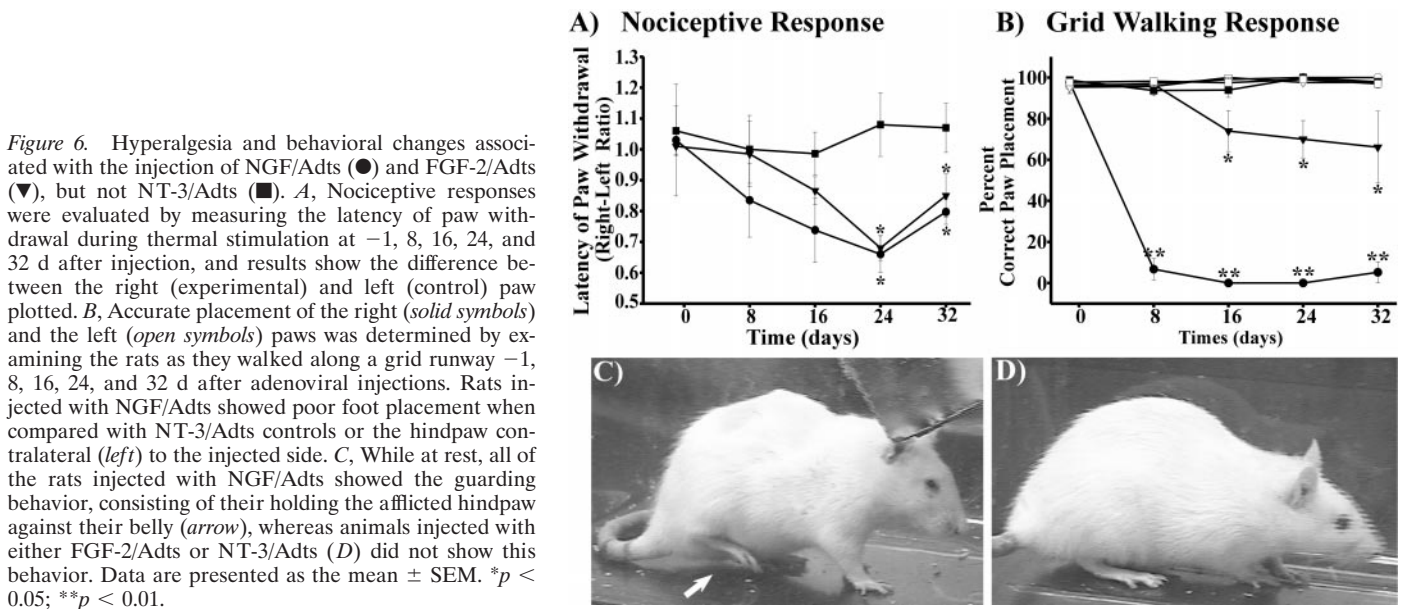 Figure 6. Hyperalgesia and behavioral changes associ-
ated with the injection of NGF/Adts (●) and FGF-2/Adts
(▼), but not NT-3/Adts (■). A, Nociceptive responses
were evaluated by measuring the latency of paw with-
drawal during thermal stimulation at −1, 8, 16, 24, and
32 d after injection, and results show the difference be-
tween the right (experimental) and left (control) paw
plotted. B, Accurate placement of the right (solid symbols)
and the left (open symbols) paws was determined by ex-
amining the rats as they walked along a grid runway −1,
8, 16, 24, and 32 d after adenoviral injections. Rats in-
jected with NGF/Adts showed poor foot placement when
compared with NT-3/Adts controls or the hindpaw con-
tralateral (left) to the injected side. C, While at rest, all of
the rats injected with NGF/Adts showed the guarding
behavior, consisting of their holding the afflicted hindpaw
against their belly (arrow), whereas animals injected with
either FGF-2/Adts or NT-3/Adts (D) did not show this
behavior. Data are presented as the mean ± SEM. *p <
0.05; **p < 0.01.
A) Nociceptive Response
Latency of Paw Withdrawal
(Right-Left Ratio)
1.3
1.2
1.1
1.0
0.9
0.8
0.7
0.6
0.5
* * * *
0 8 16 24 32
Time (days)
B) Grid Walking Response
Percent
Correct Paw Placement
100
80
60
40
20
0
* * *
** ** ** **
0 8 16 24 32
Times (days)
C)
D)